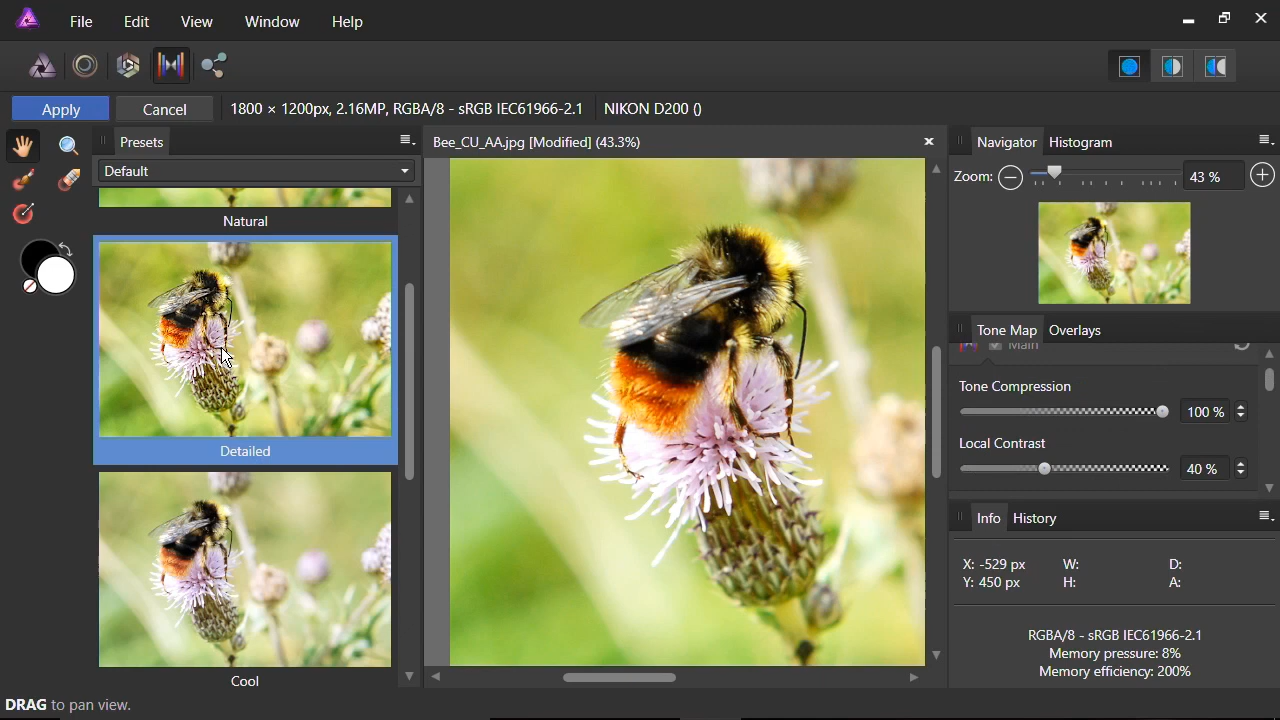 File Edit View Window Help
Apply Cancel 1800 × 1200px, 2.16MP, RGBA/8 - sRGB IEC61966-2.1 NIKON D200 ()
Presets
Default
Natural
Detailed
Cool
Bee_CU_AA.jpg [Modified] (43.3%)
Navigator Histogram
Zoom: 43 %
Tone Map Overlays
Main
Tone Compression
100 %
Local Contrast
40 %
Info History
X: -529 px W: D:
Y: 450 px H: A:
RGBA/8 - sRGB IEC61966-2.1
Memory pressure: 8%
Memory efficiency: 200%
DRAG to pan view.